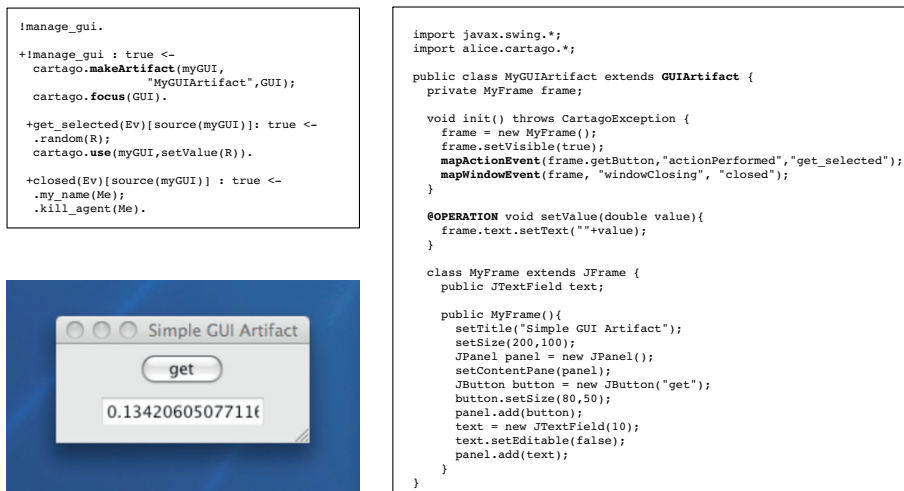 !manage_gui.
+!manage_gui : true <-
cartago.makeArtifact(myGUI,
"MyGUIArtifact",GUI);
cartago.focus(GUI).
+get_selected(Ev)[source(myGUI)]: true <-
.random(R);
cartago.use(myGUI,setValue(R)).
+closed(Ev)[source(myGUI)] : true <-
.my_name(Me);
.kill_agent(Me).
Simple GUI Artifact
get
0.13420605077116
import javax.swing.*;
import alice.cartago.*;
public class MyGUIArtifact extends GUIArtifact {
private MyFrame frame;
void init() throws CartagoException {
frame = new MyFrame();
frame.setVisible(true);
mapActionEvent(frame.getButton,"actionPerformed","get_selected");
mapWindowEvent(frame, "windowClosing", "closed");
}
@OPERATION void setValue(double value){
frame.text.setText(""+value);
}
class MyFrame extends JFrame {
public JTextField text;
public MyFrame(){
setTitle("Simple GUI Artifact");
setSize(200,100);
JPanel panel = new JPanel();
setContentPane(panel);
JButton button = new JButton("get");
button.setSize(80,50);
panel.add(button);
text = new JTextField(10);
text.setEditable(false);
panel.add(text);
}
}